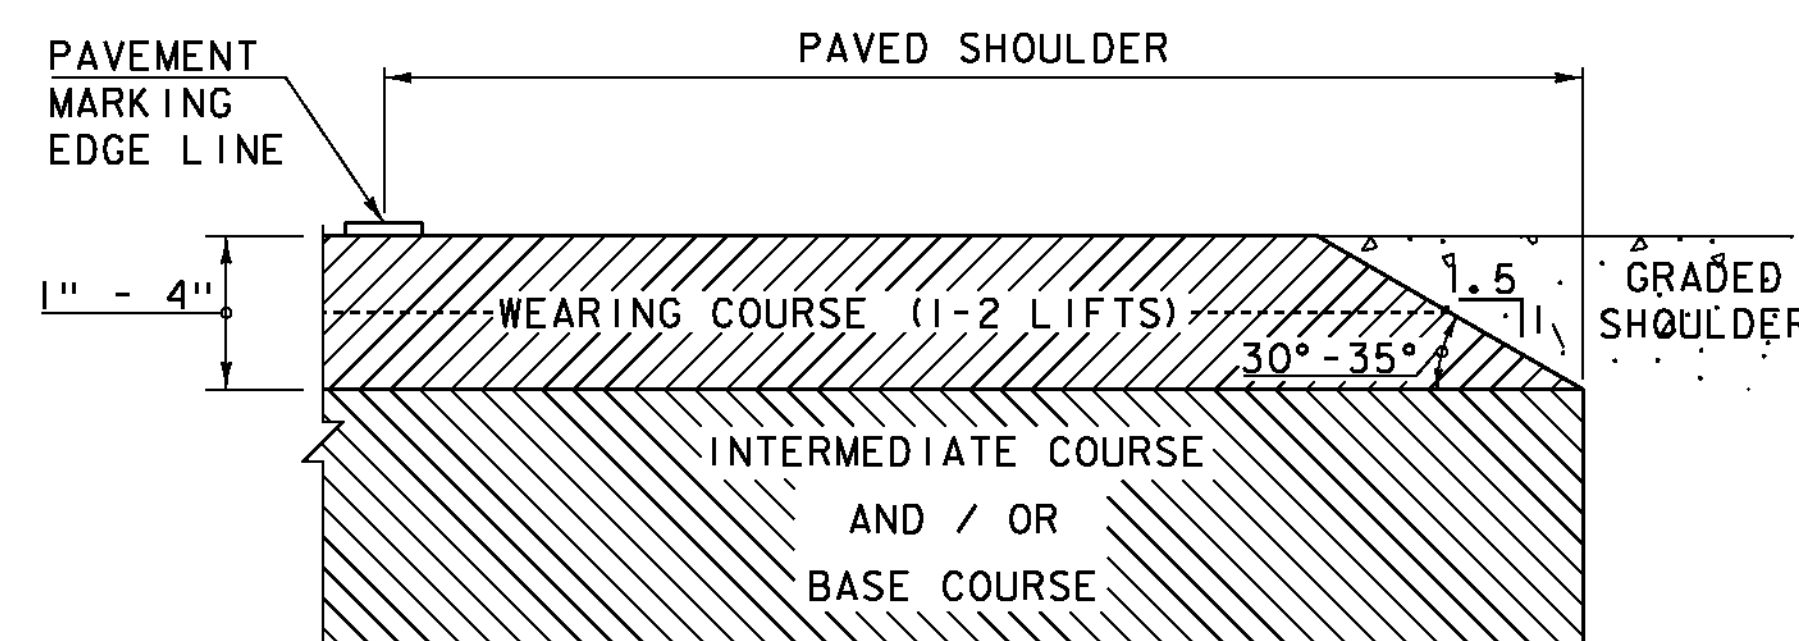 PAVEMENT
MARKING
EDGE LINE
PAVED SHOULDER
1" - 4"
WEARING COURSE (1-2 LIFTS)
1.5
1
30°-35°
GRADED
SHOULDER
INTERMEDIATE COURSE
AND / OR
BASE COURSE